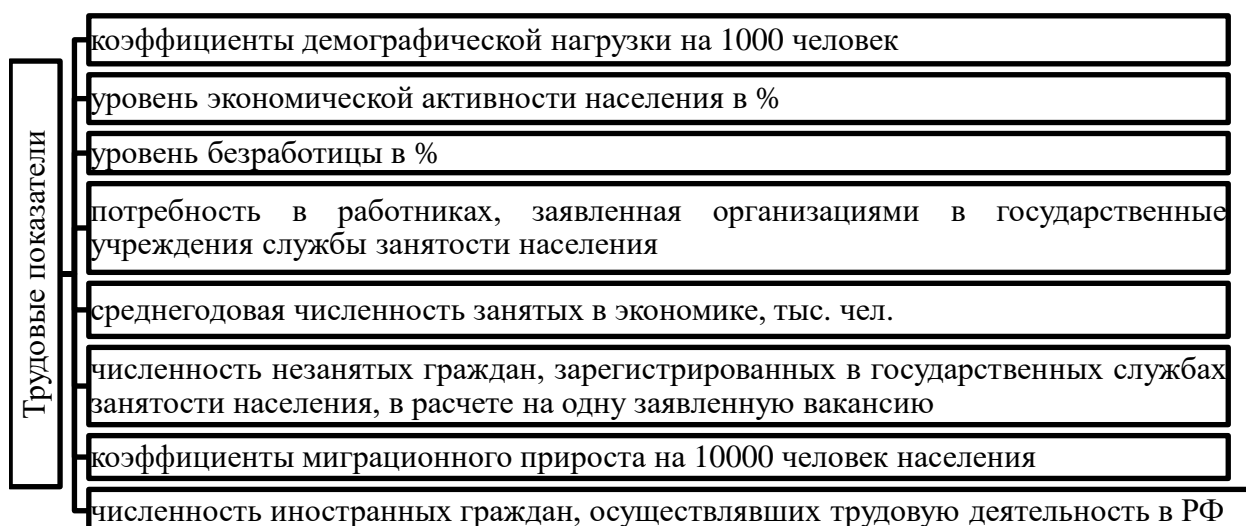 Трудовые показатели
коэффициенты демографической нагрузки на 1000 человек
уровень экономической активности населения в %
уровень безработицы в %
потребность в работниках, заявленная организациями в государственные
учреждения службы занятости населения
среднегодовая численность занятых в экономике, тыс. чел.
численность незанятых граждан, зарегистрированных в государственных службах
занятости населения, в расчете на одну заявленную вакансию
коэффициенты миграционного прироста на 10000 человек населения
численность иностранных граждан, осуществлявших трудовую деятельность в РФ